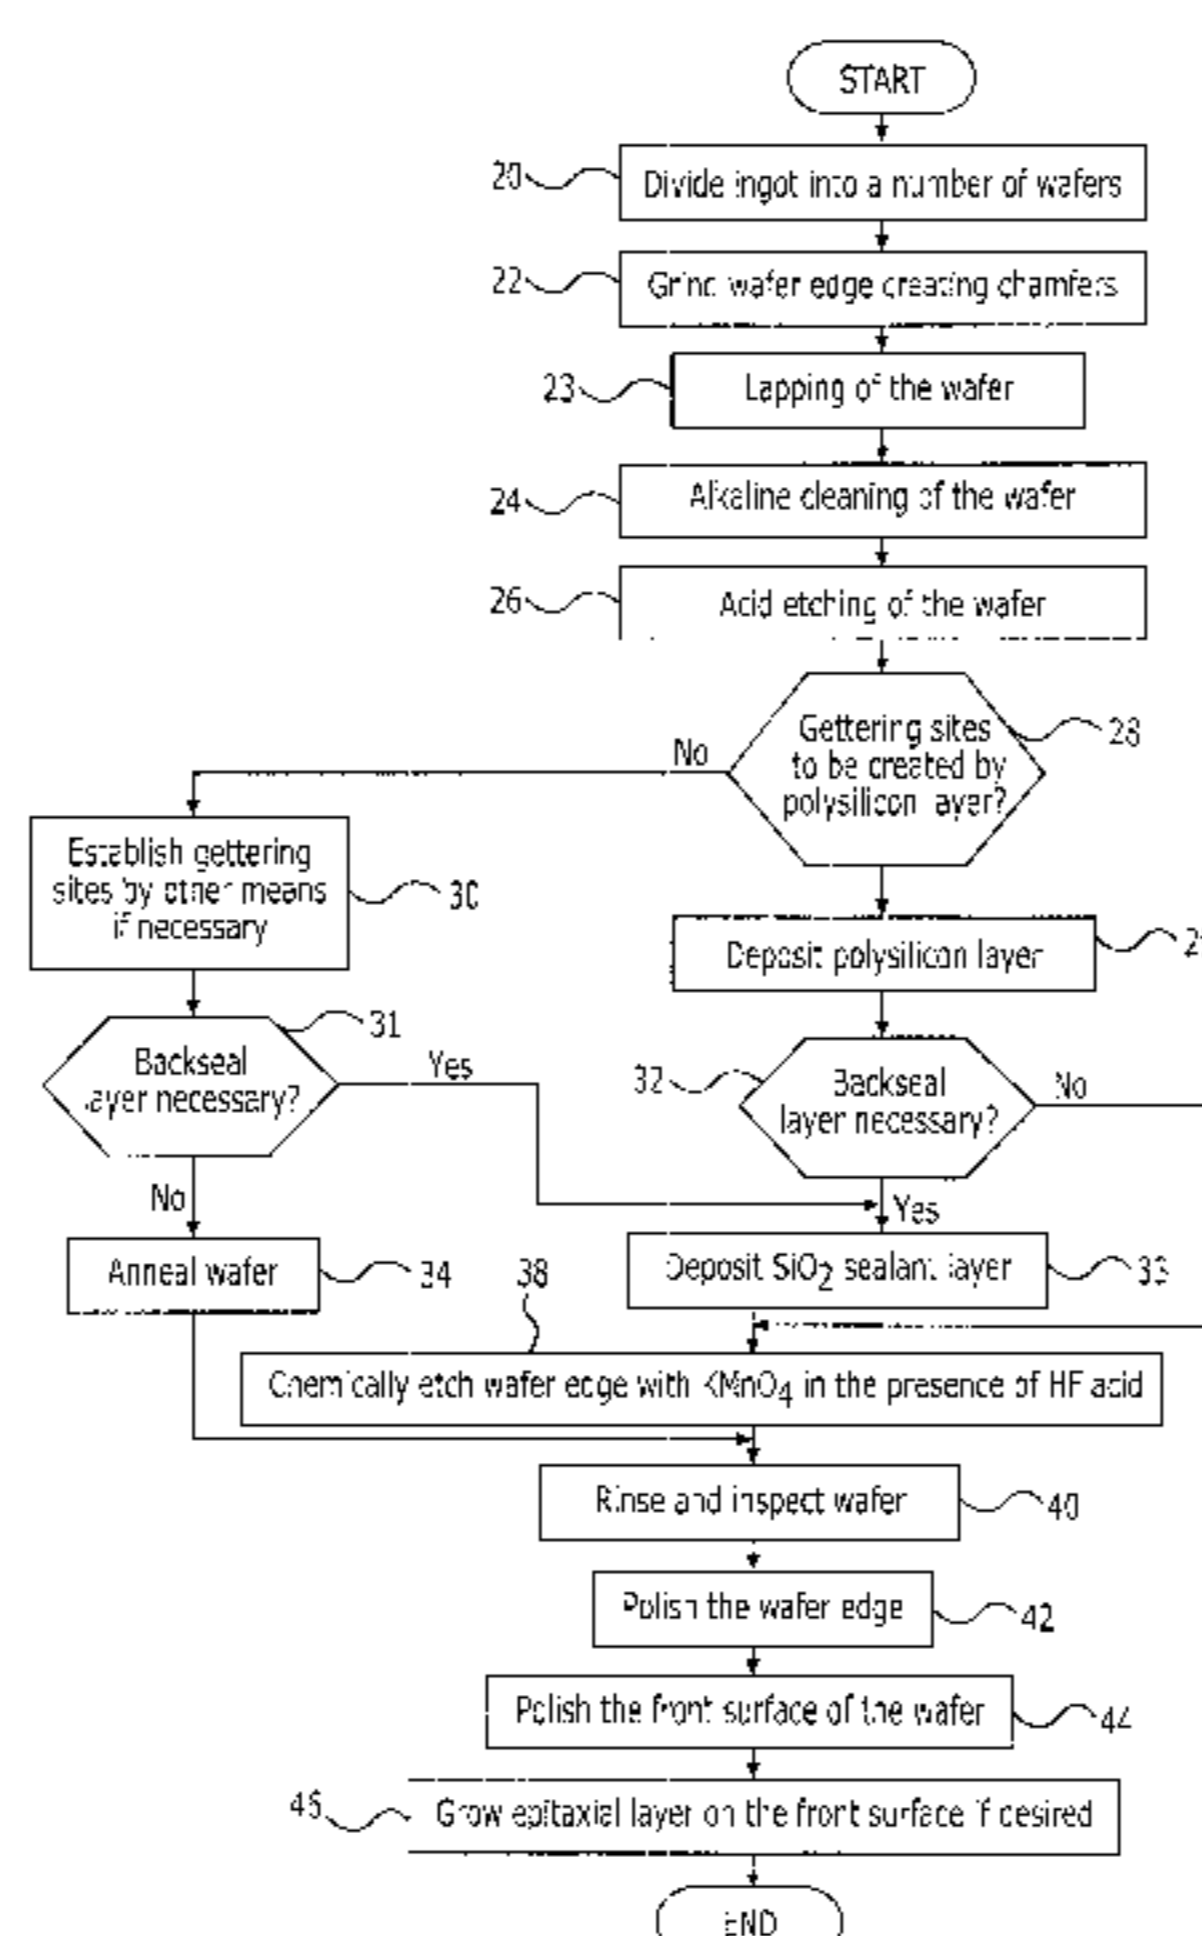 START
20
Divide ingot into a number of wafers
22
Grind wafer edge creating chamfers
23
Lapping of the wafer
24
Alkaline cleaning of the wafer
26
Acid etching of the wafer
Gettering sites
to be created by
polysilicon layer?
28
No
Establish gettering
sites by other means
if necessary
30
Deposit polysilicon layer
Backseal
layer necessary?
31
Yes
No
32
Backseal
layer necessary?
No
Yes
Anneal wafer
34
38
Deposit SiO2 sealant layer
33
Chemically etch wafer edge with KMnO4 in the presence of HF acid
Rinse and inspect wafer
40
Polish the wafer edge
42
Polish the front surface of the wafer
44
46
Grow epitaxial layer on the front surface if desired
END